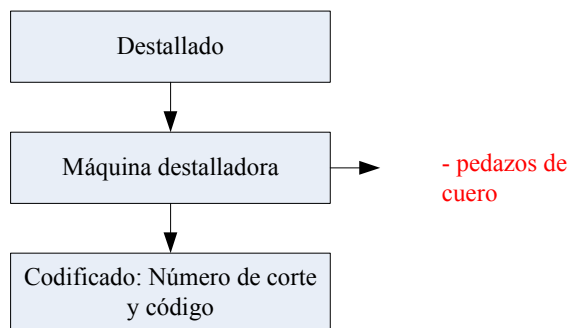 Destallado
Máquina destalladora
- pedazos de
cuero
Codificado: Número de corte
y código